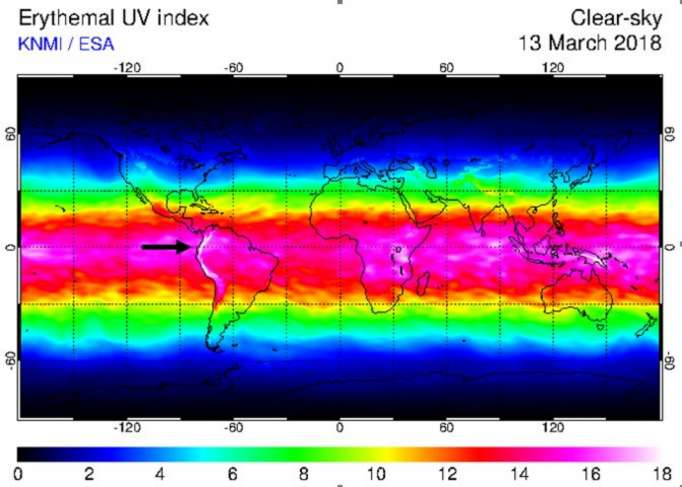 Erythemal UV index
Clear-sky
KNMI / ESA
13 March 2018
-120 -60 0 60 120
60 60
0 0
-60 -60
-120 -60 0 60 120
0 2 4 6 8 10 12 14 16 18